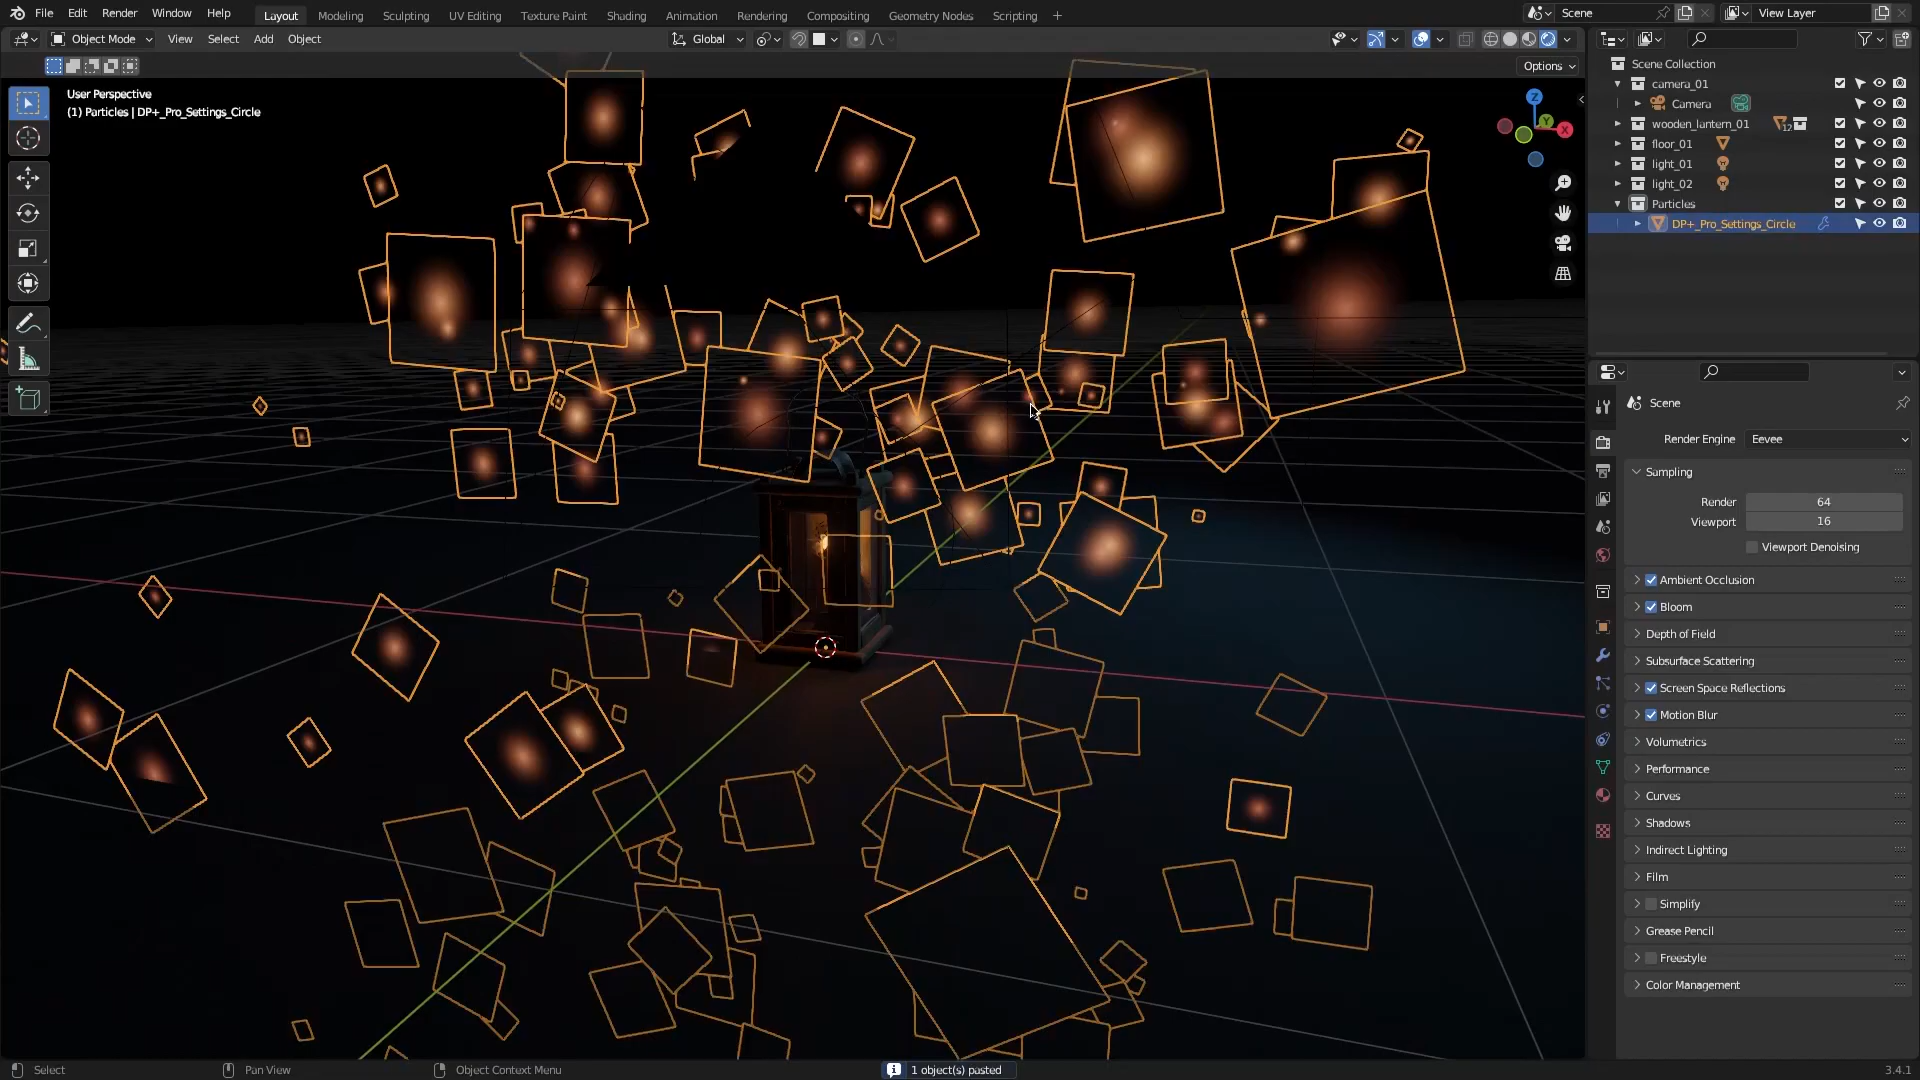 File Edit Render Window Help
Layout Modeling Sculpting UV Editing Texture Paint Shading Animation Rendering Compositing Geometry Nodes Scripting +
Scene
View Layer
Object Mode View Select Add Object
Global
Options
User Perspective
(1) Particles | DP+_Pro_Settings_Circle
Z
Y
X
Scene Collection
camera_01
Camera
wooden_lantern_01
12
floor_01
light_01
light_02
Particles
DP+_Pro_Settings_Circle
Scene
Render Engine Eevee
Sampling
Render 64
Viewport 16
Viewport Denoising
Ambient Occlusion
Bloom
Depth of Field
Subsurface Scattering
Screen Space Reflections
Motion Blur
Volumetrics
Performance
Curves
Shadows
Indirect Lighting
Film
Simplify
Grease Pencil
Freestyle
Color Management
Select
Pan View
Object Context Menu
1 object(s) pasted
3.4.1